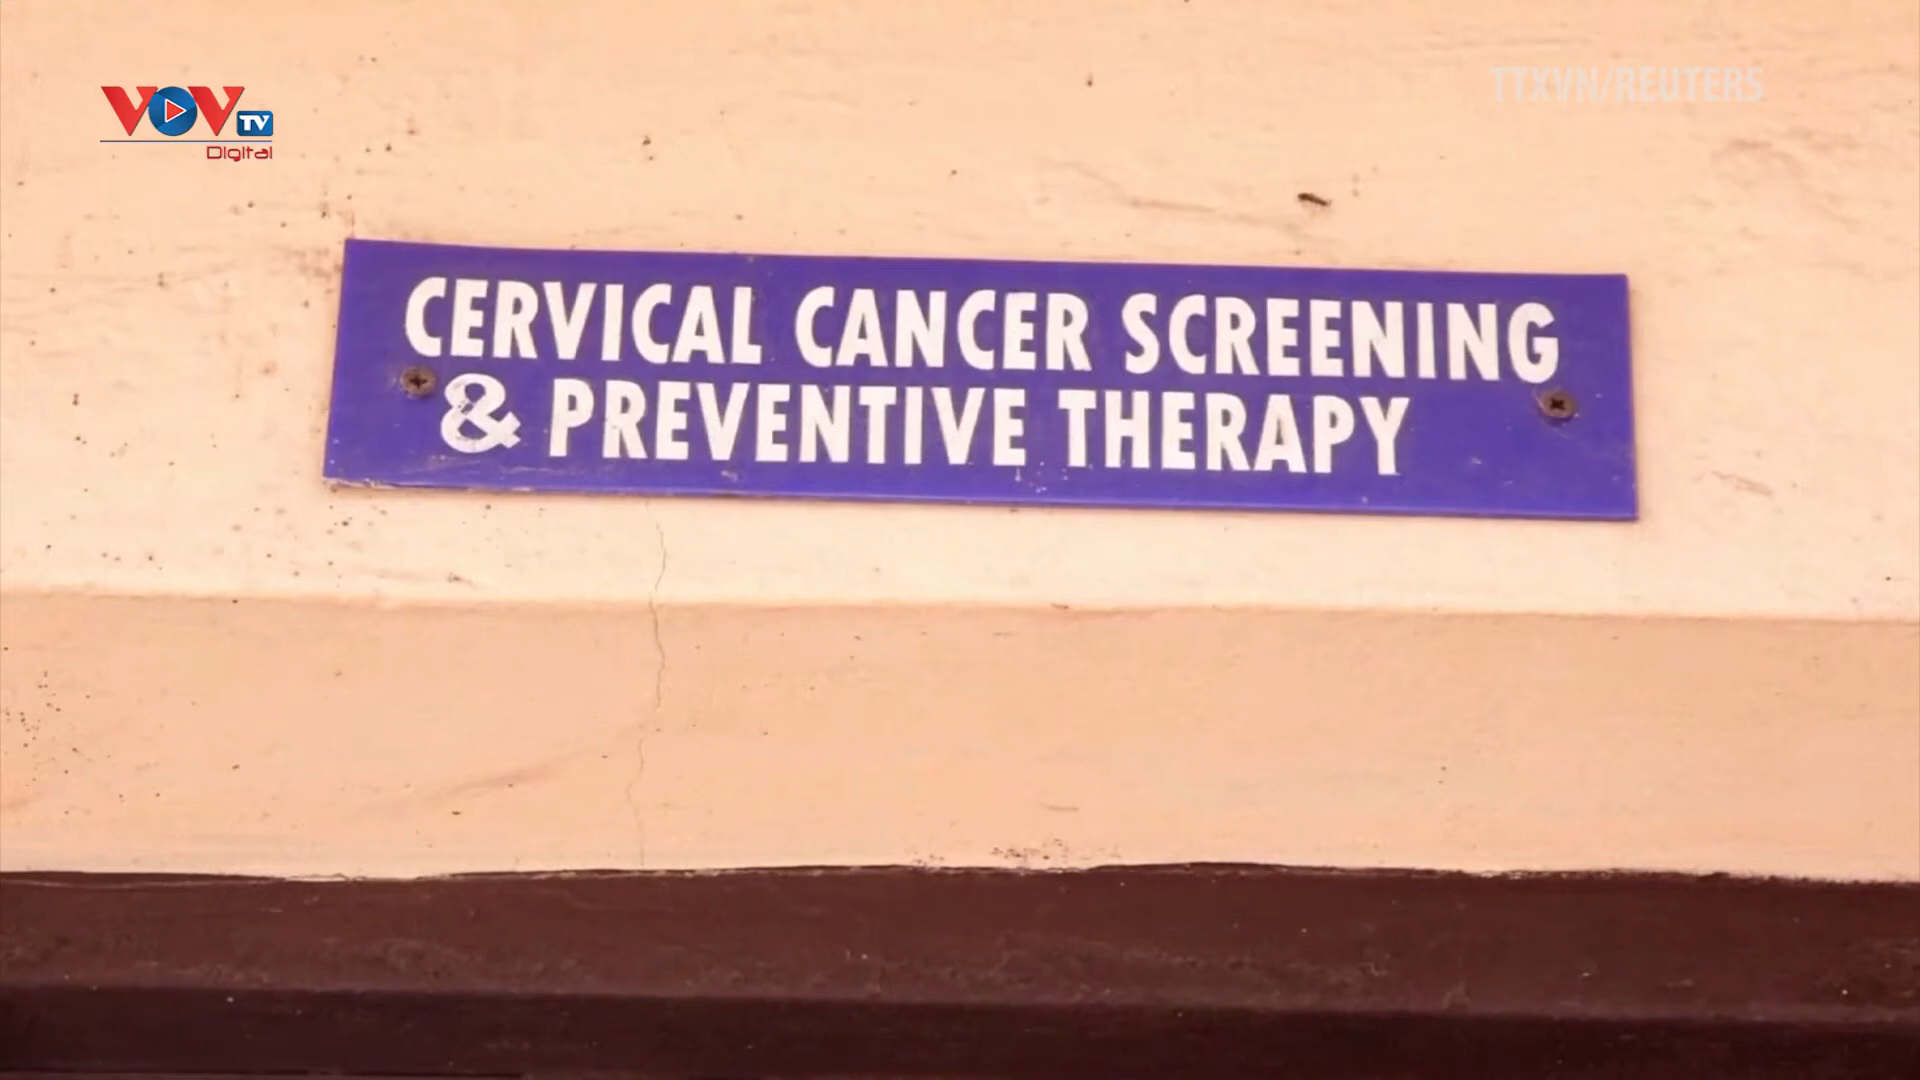 VOV TV
Digital
TTXVN/REUTERS
CERVICAL CANCER SCREENING
& PREVENTIVE THERAPY